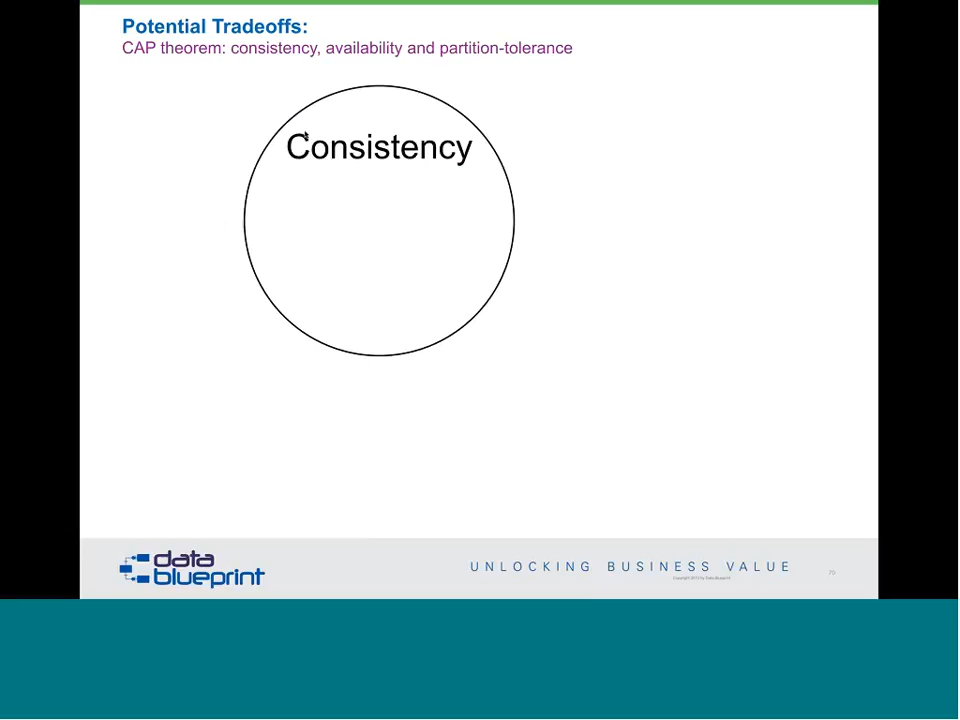 Potential Tradeoffs:
CAP theorem: consistency, availability and partition-tolerance
Consistency
data
blueprint
UNLOCKING BUSINESS VALUE